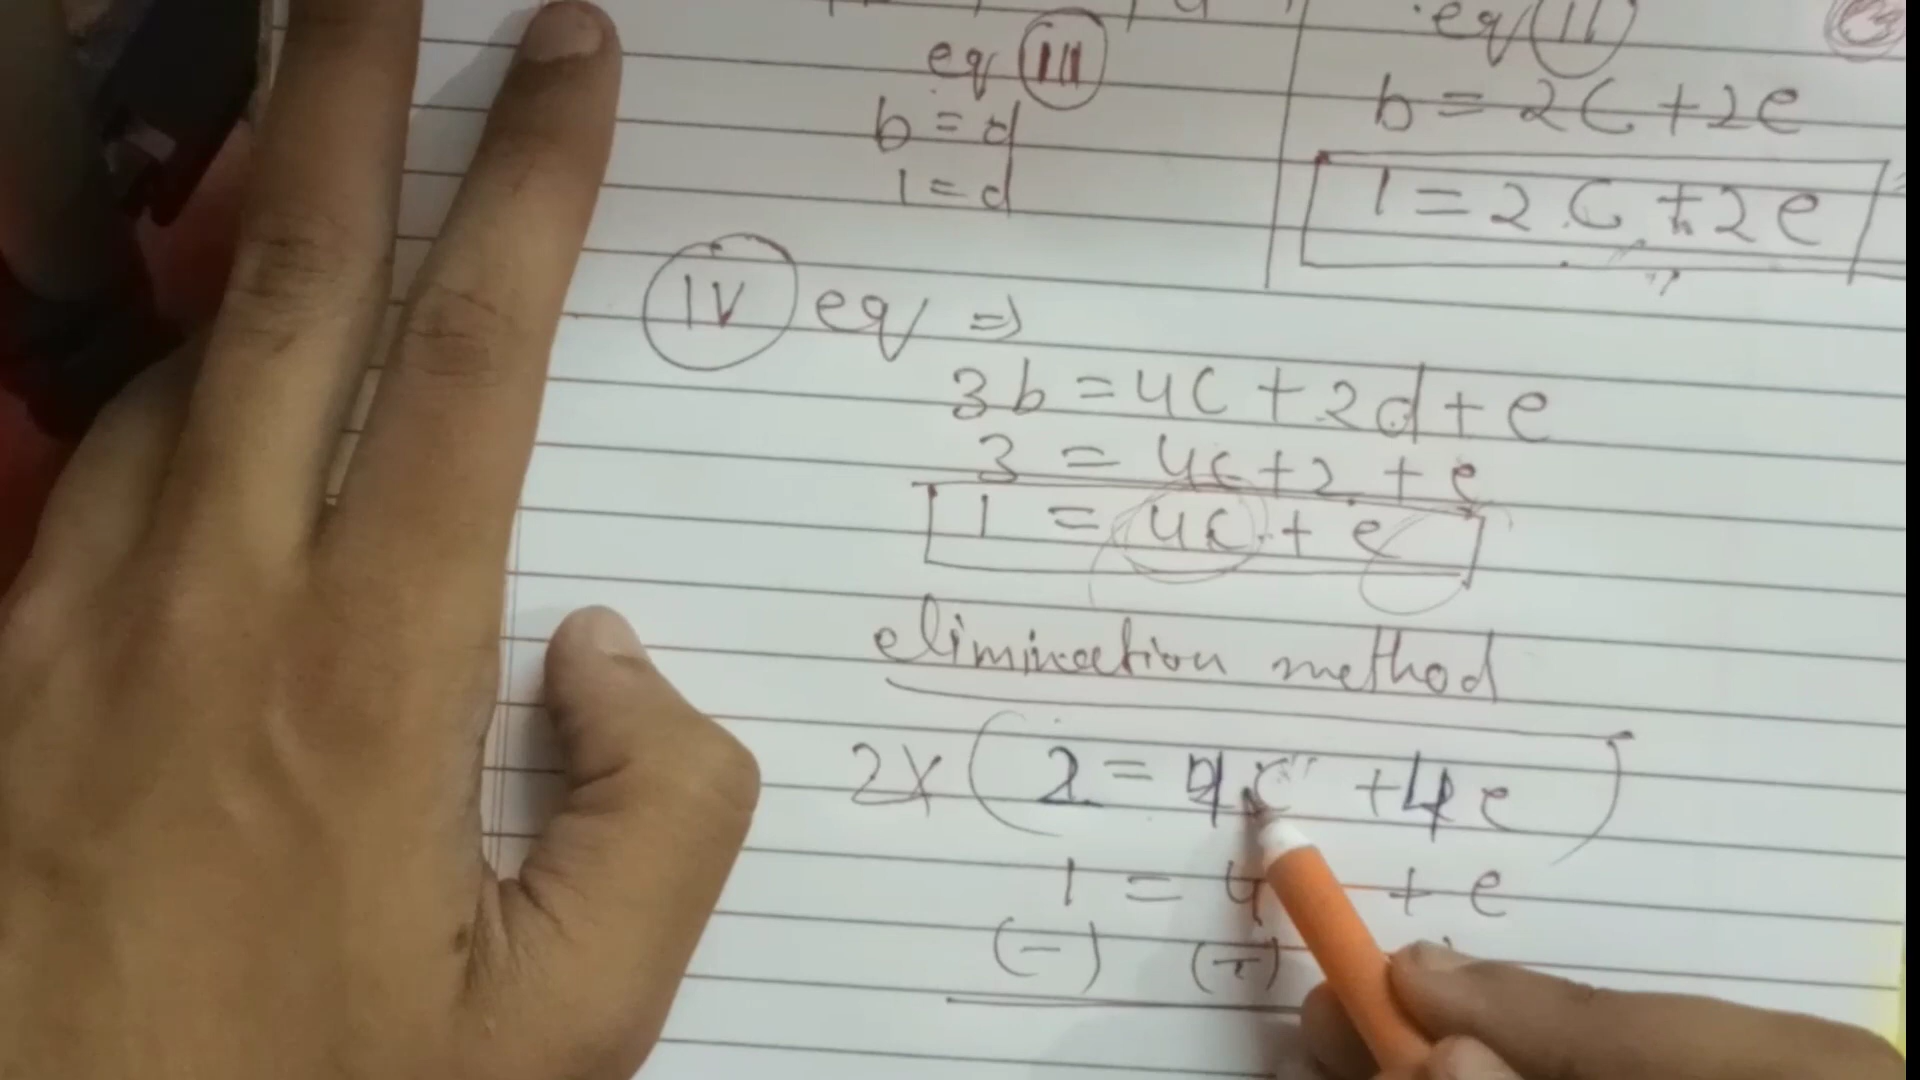 eq III
b = d
1 = d
eq II
b = 2C + 2e
1 = 2C + 2e
IV eq ⇒
3b = 4C + 2d + e
3 = 4C + 2 + e
1 = 4C + e
elimination method
2X ( 2 = 4C + 4e )
1 = 4 + e
(-) (-)